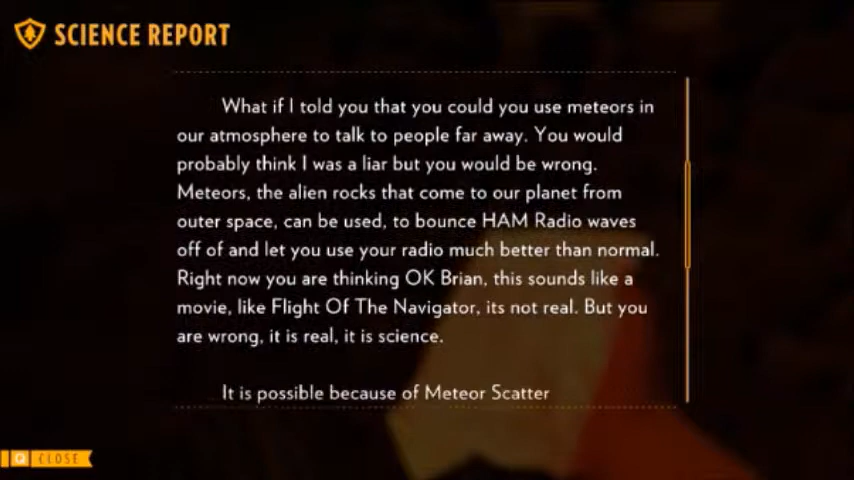 SCIENCE REPORT
What if I told you that you could you use meteors in
our atmosphere to talk to people far away. You would
probably think I was a liar but you would be wrong.
Meteors, the alien rocks that come to our planet from
outer space, can be used, to bounce HAM Radio waves
off of and let you use your radio much better than normal.
Right now you are thinking OK Brian, this sounds like a
movie, like Flight Of The Navigator, its not real. But you
are wrong, it is real, it is science.
It is possible because of Meteor Scatter
Q CLOSE